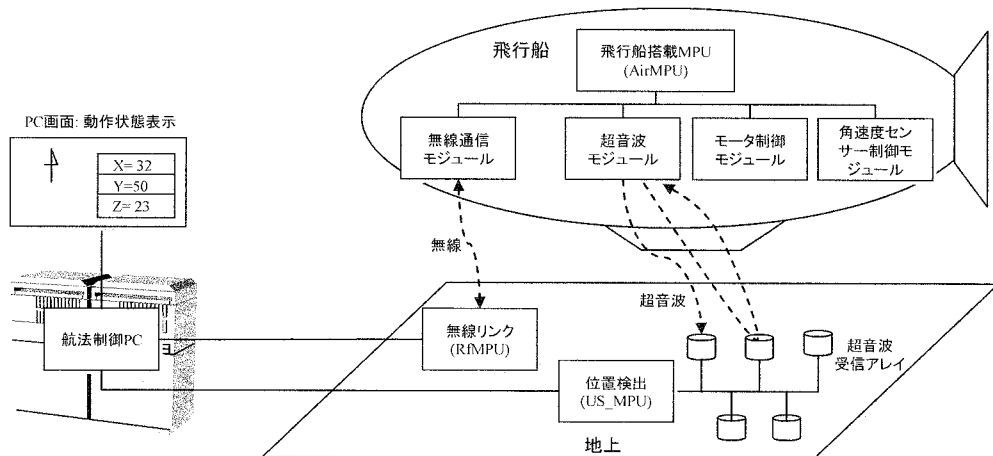 飛行船
飛行船搭載MPU
(AirMPU)
PC画面: 動作状態表示
X= 32
Y=50
Z= 23
無線通信
モジュール
超音波
モジュール
モータ制御
モジュール
角速度セン
サー制御モ
ジュール
無線
超音波
航法制御PC
無線リンク
(RfMPU)
超音波
受信アレイ
位置検出
(US_MPU)
地上